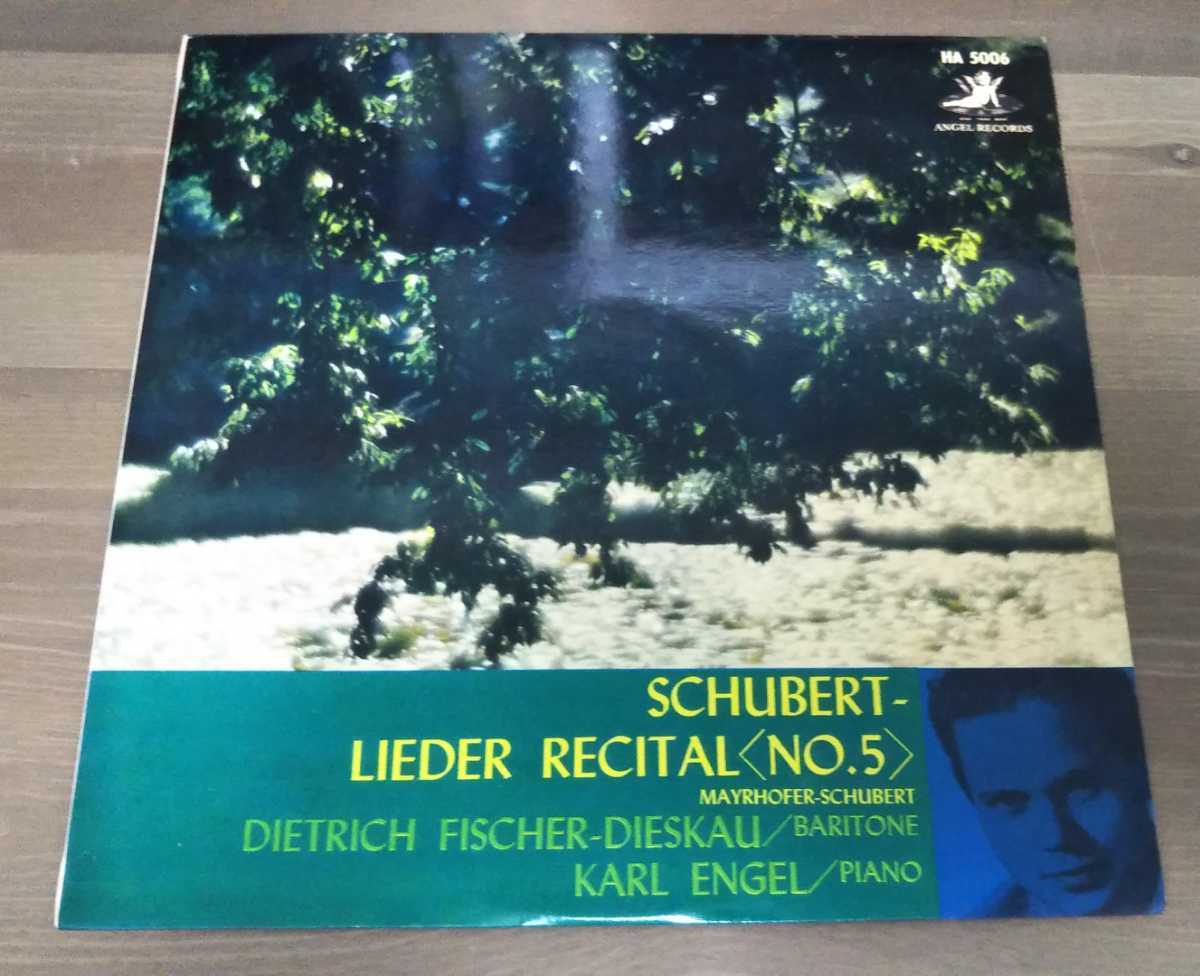 HA 5006
ANGEL RECORDS
SCHUBERT-
LIEDER RECITAL〈NO.5〉
MAYRHOFER-SCHUBERT
DIETRICH FISCHER-DIESKAU/BARITONE
KARL ENGEL/PIANO